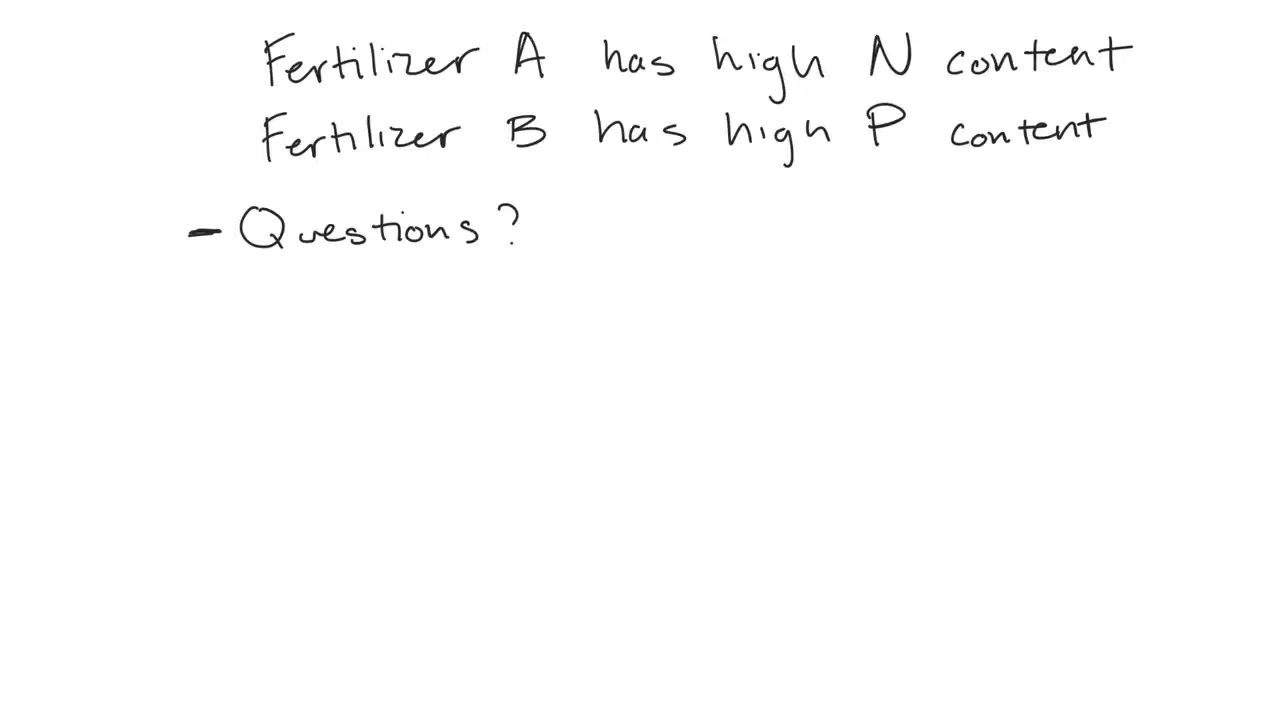 Fertilizer A has high N content
Fertilizer B has high P content
- Questions?